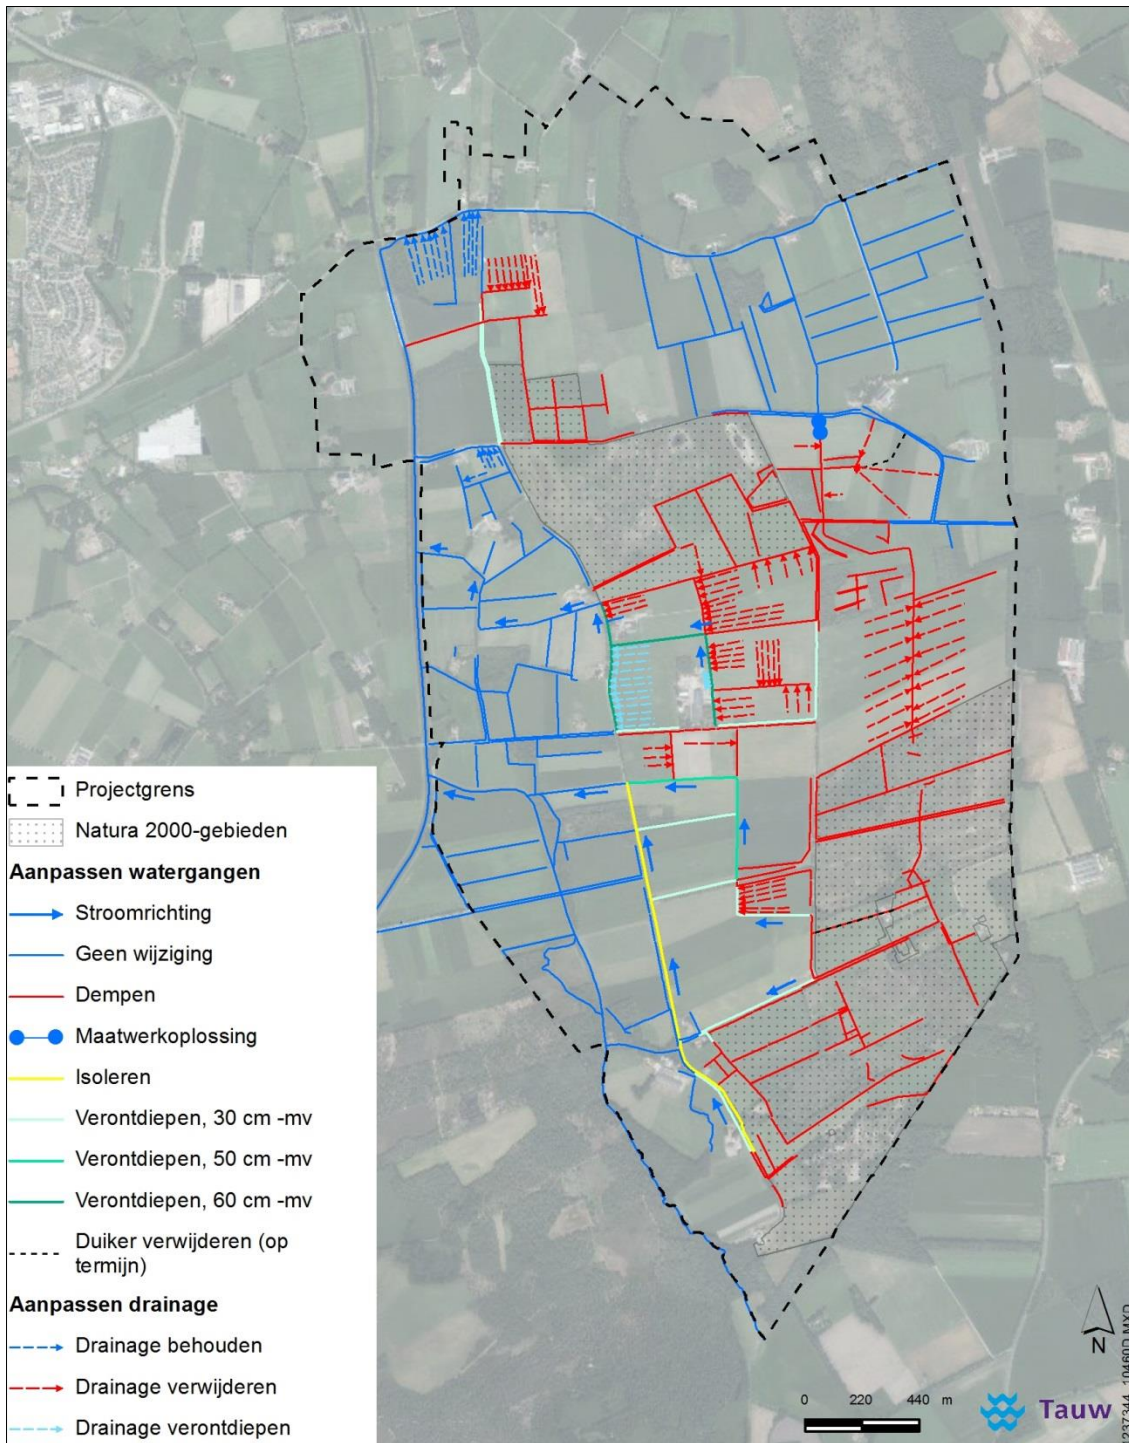 Projectgrens
Natura 2000-gebieden
Aanpassen watergangen
Stroomrichting
Geen wijziging
Dempen
Maatwerkoplossing
Isoleren
Verontdiepen, 30 cm -mv
Verontdiepen, 50 cm -mv
Verontdiepen, 60 cm -mv
Duiker verwijderen (op
termijn)
Aanpassen drainage
Drainage behouden
Drainage verwijderen
Drainage verontdiepen
0 220 440 m
N
Tauw